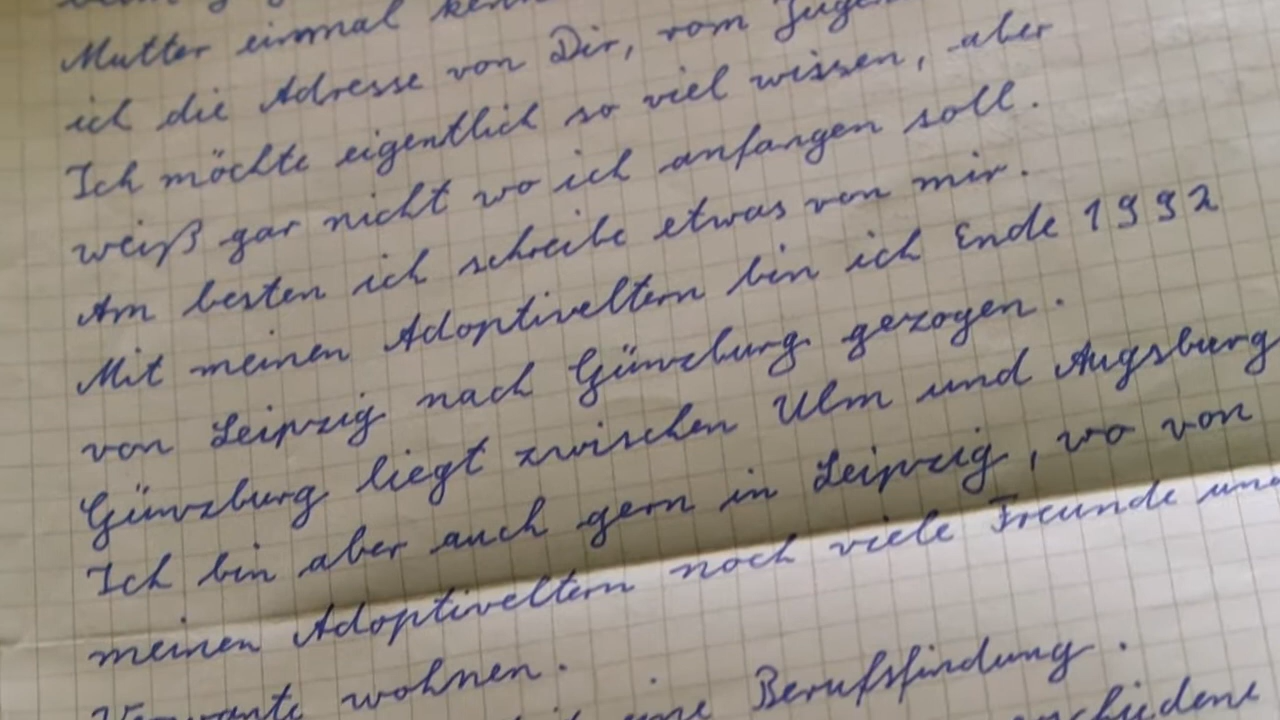 Mutter einmal
ich die Adresse von Dir, vom
Ich möchte eigentlich so viel wissen, aber
weiß gar nicht wo ich anfangen soll.
Am besten ich schreibe etwas von mir.
Mit meinen Adoptiveltern bin ich Ende 1992
von Leipzig nach Günzburg gezogen.
Günzburg liegt zwischen Ulm und Augsburg
Ich bin aber auch gern in Leipzig, wo von
meinen Adoptiveltern noch viele Freunde und
wohnen.
Berufsfindung.